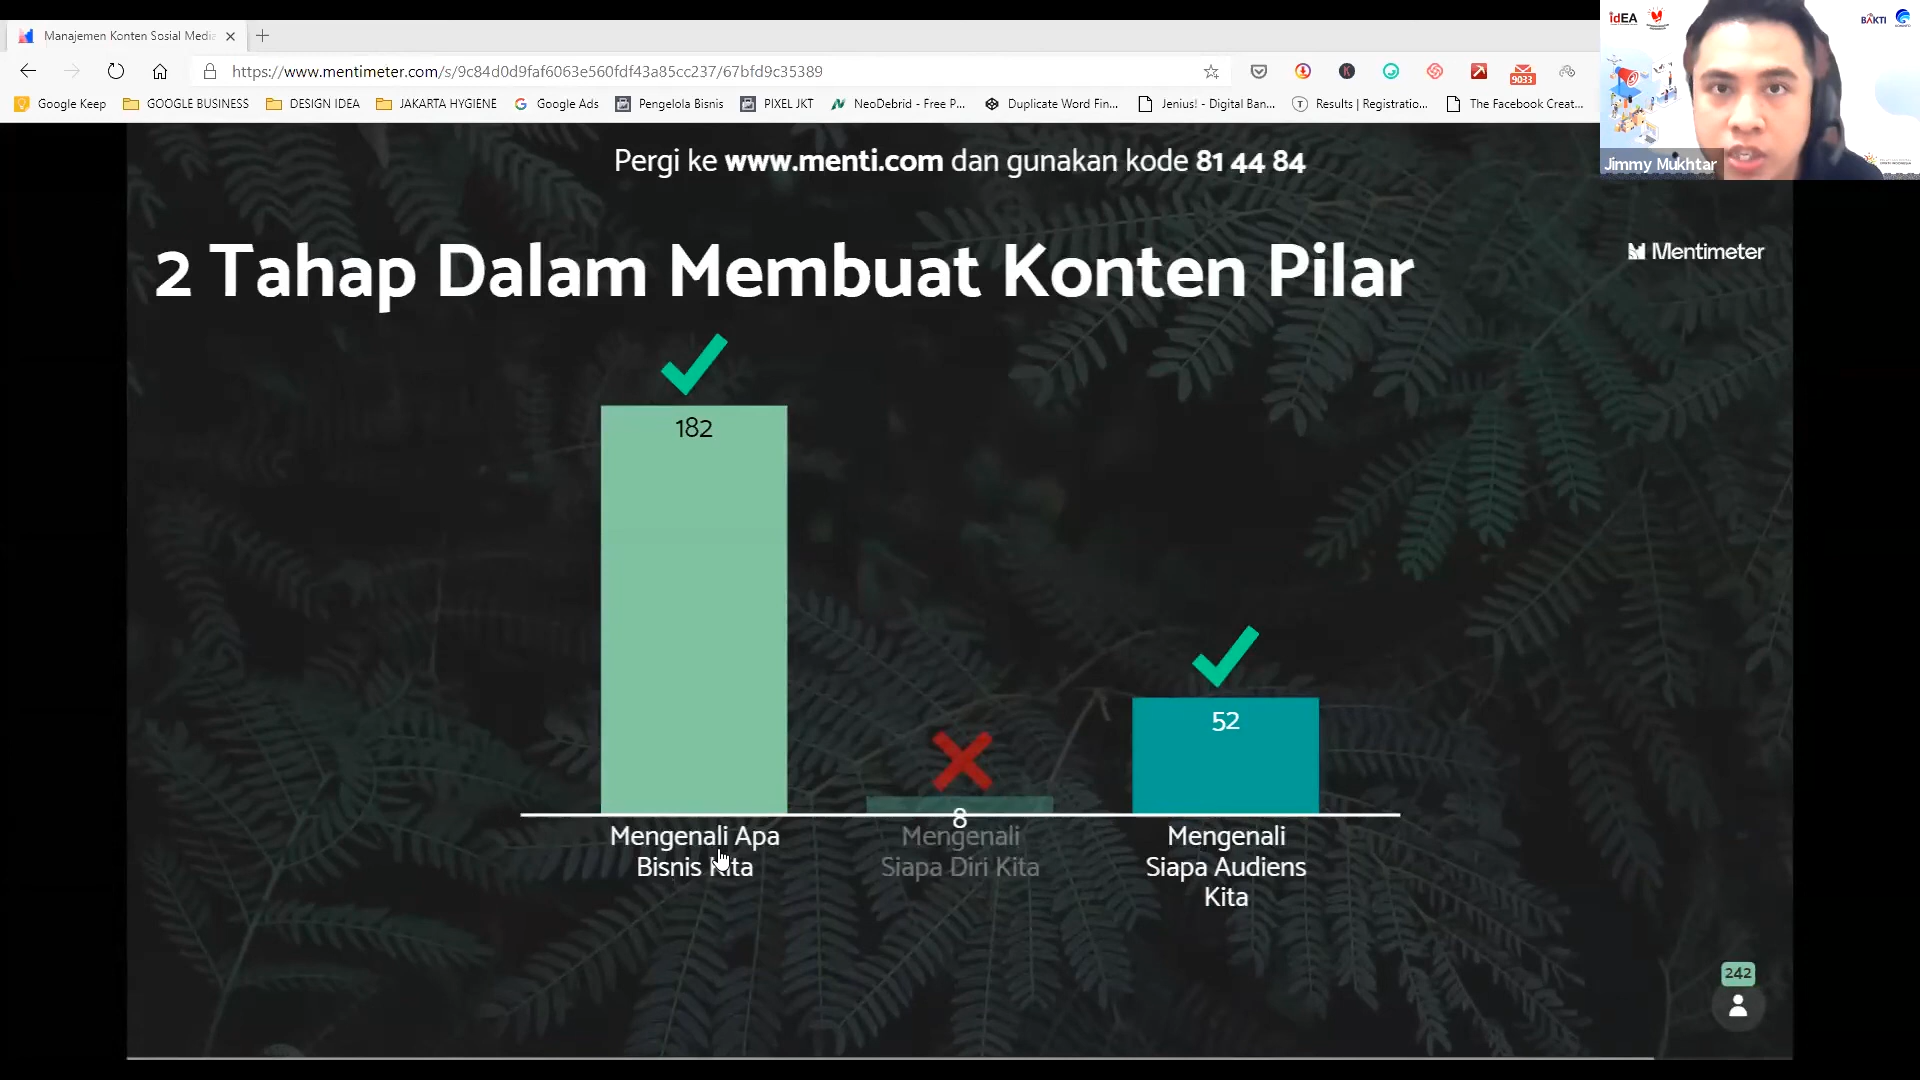 Manajemen Konten Sosial Media
https://www.mentimeter.com/s/9c84d0d9faf6063e560fdf43a85cc237/67bfd9c35389
9033
Google Keep
GOOGLE BUSINESS
DESIGN IDEA
JAKARTA HYGIENE
Google Ads
Pengelola Bisnis
PIXEL JKT
NeoDebrid - Free P...
Duplicate Word Fin...
Jenius! - Digital Ban...
Results | Registratio...
The Facebook Creat...
idEA
BAKTI
Jimmy Mukhtar
Pergi ke www.menti.com dan gunakan kode 81 44 84
2 Tahap Dalam Membuat Konten Pilar
Mentimeter
182
8
52
Mengenali Apa
Bisnis Kita
Mengenali
Siapa Diri Kita
Mengenali
Siapa Audiens
Kita
242